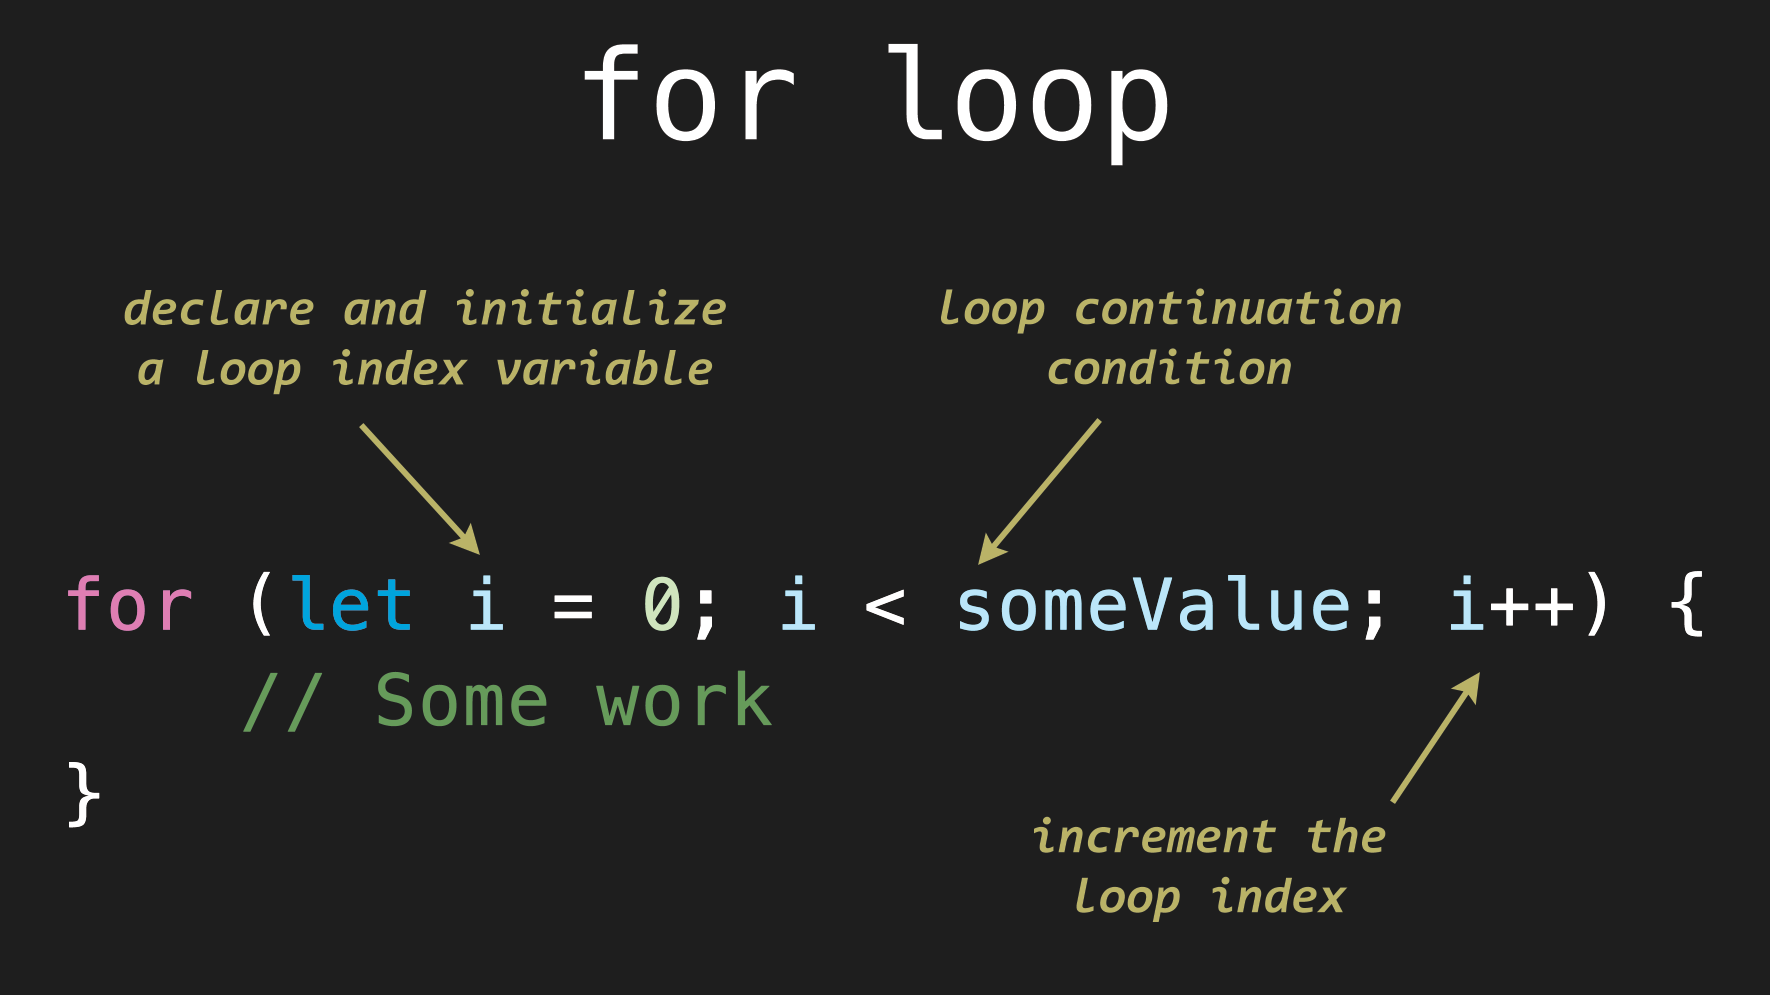 for loop
declare and initialize
a loop index variable
loop continuation
condition
for (let i = 0; i < someValue; i++) {
    // Some work
}
increment the
loop index